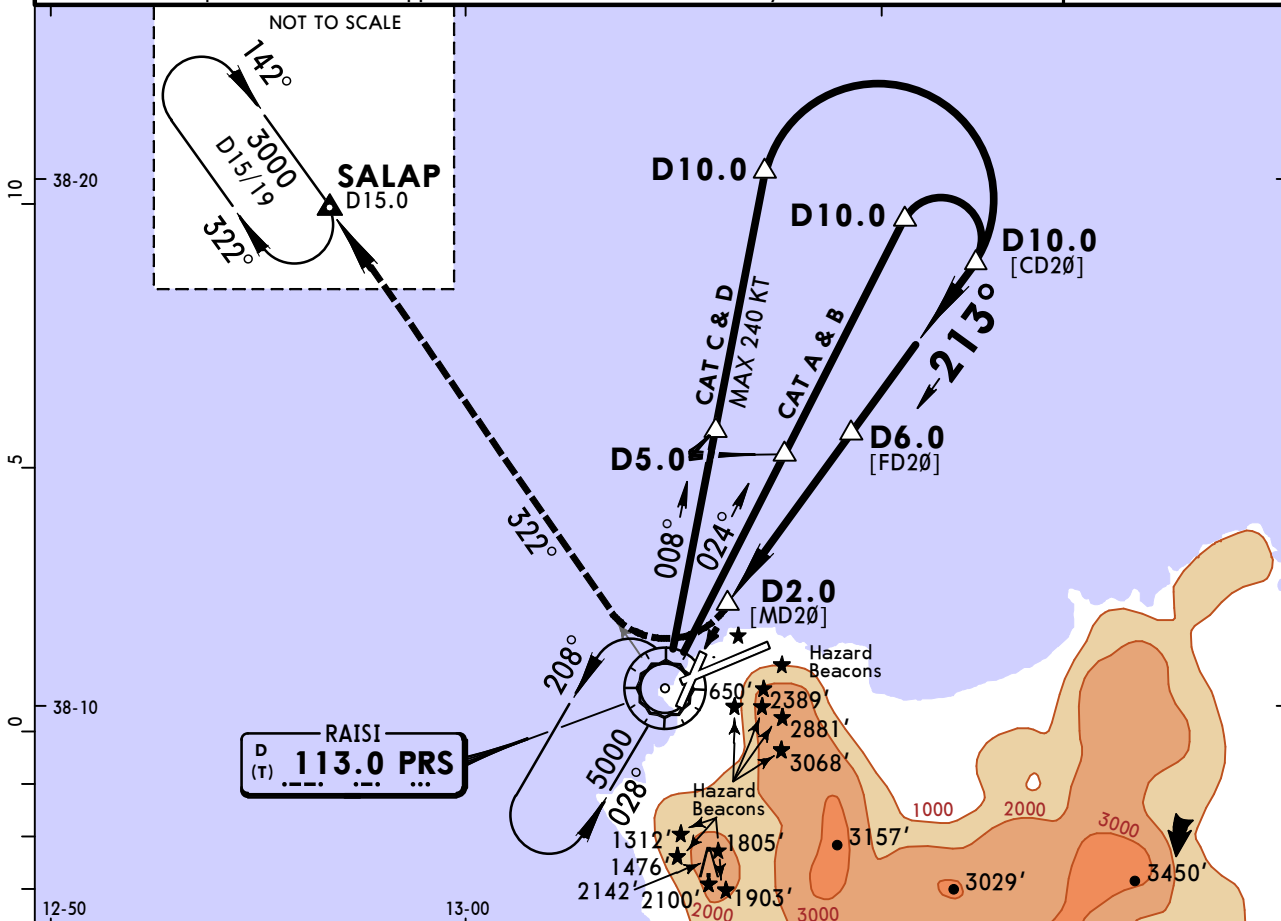 NOT TO SCALE
142°
3000
D15/19
SALAP
D15.0
322°
10
38-20
D10.0
D10.0
D10.0
[CD2Ø]
213°
CAT C & D
MAX 240 KT
CAT A & B
5
D5.0
D6.0
[FD2Ø]
322°
008°
024°
D2.0
[MD2Ø]
Hazard
Beacons
208°
650'
2389'
2881'
3068'
0
38-10
RAISI
D
(T)
113.0 PRS
5000
028°
Hazard
Beacons
1312'
1805'
1476'
2142'
2100'
1903'
2000
3157'
3000
1000
2000
3000
3029'
3450'
12-50
13-00